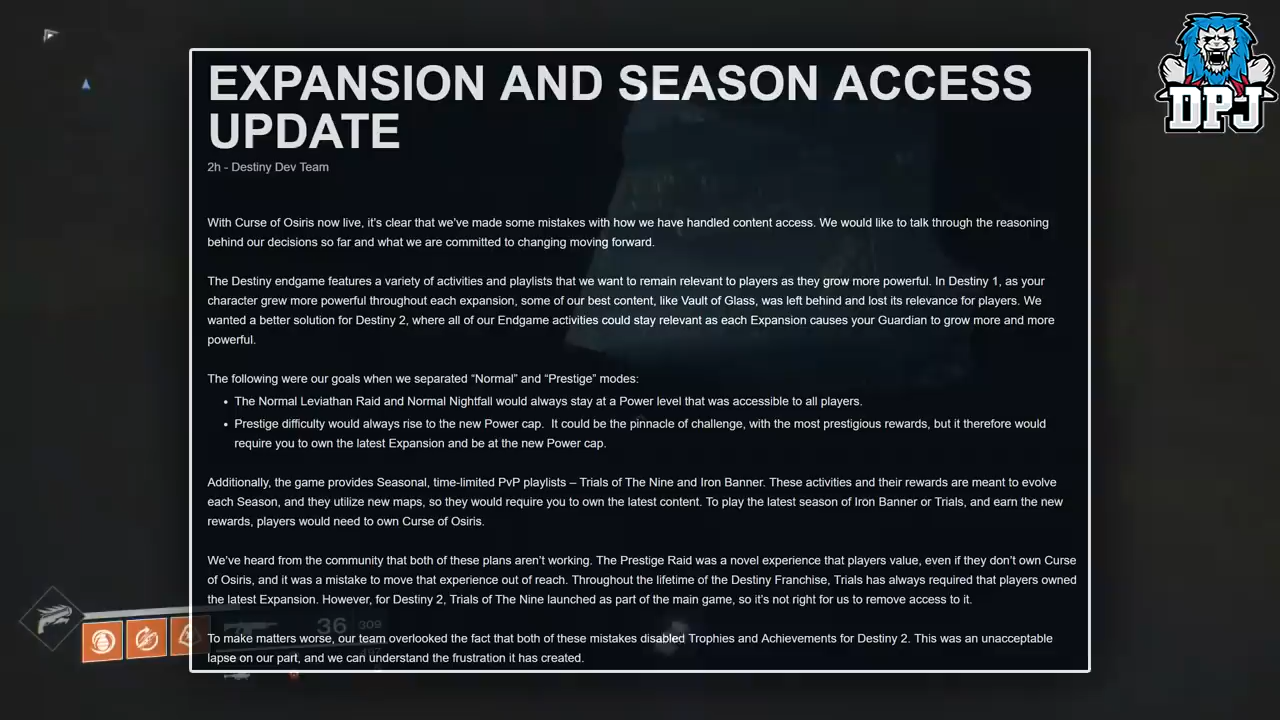 EXPANSION AND SEASON ACCESS
UPDATE
2h - Destiny Dev Team
With Curse of Osiris now live, it's clear that we've made some mistakes with how we have handled content access. We would like to talk through the reasoning
behind our decisions so far and what we are committed to changing moving forward.
The Destiny endgame features a variety of activities and playlists that we want to remain relevant to players as they grow more powerful. In Destiny 1, as your
character grew more powerful throughout each expansion, some of our best content, like Vault of Glass, was left behind and lost its relevance for players. We
wanted a better solution for Destiny 2, where all of our Endgame activities could stay relevant as each Expansion causes your Guardian to grow more and more
powerful.
The following were our goals when we separated “Normal” and “Prestige” modes:
• The Normal Leviathan Raid and Normal Nightfall would always stay at a Power level that was accessible to all players.
• Prestige difficulty would always rise to the new Power cap. It could be the pinnacle of challenge, with the most prestigious rewards, but it therefore would
require you to own the latest Expansion and be at the new Power cap.
Additionally, the game provides Seasonal, time-limited PvP playlists – Trials of The Nine and Iron Banner. These activities and their rewards are meant to evolve
each Season, and they utilize new maps, so they would require you to own the latest content. To play the latest season of Iron Banner or Trials, and earn the new
rewards, players would need to own Curse of Osiris.
We've heard from the community that both of these plans aren't working. The Prestige Raid was a novel experience that players value, even if they don't own Curse
of Osiris, and it was a mistake to move that experience out of reach. Throughout the lifetime of the Destiny Franchise, Trials has always required that players owned
the latest Expansion. However, for Destiny 2, Trials of The Nine launched as part of the main game, so it's not right for us to remove access to it.
To make matters worse, our team overlooked the fact that both of these mistakes disabled Trophies and Achievements for Destiny 2. This was an unacceptable
lapse on our part, and we can understand the frustration it has created.
DPJ
36 309